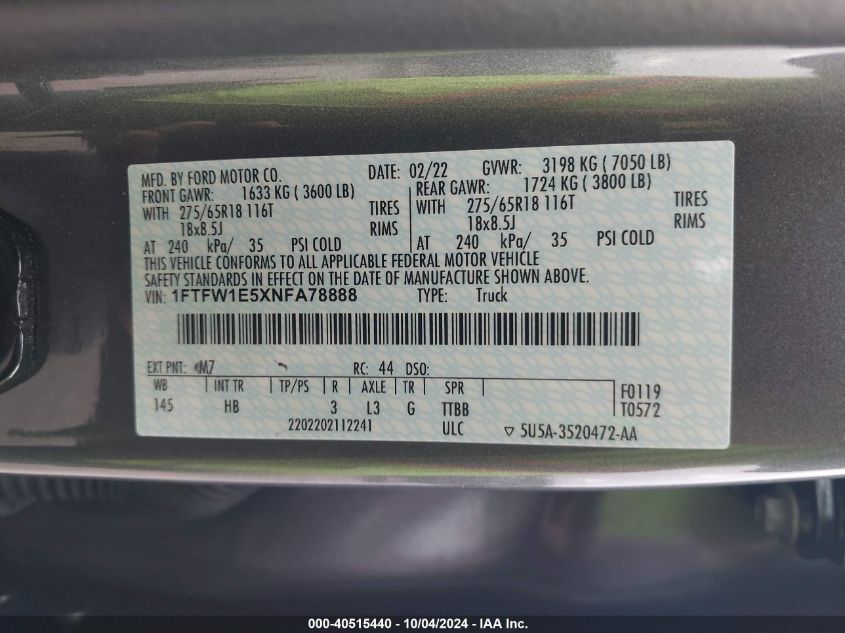 MFD. BY FORD MOTOR CO. DATE: 02/22 GVWR: 3198 KG ( 7050 LB)
FRONT GAWR: 1633 KG ( 3600 LB) REAR GAWR: 1724 KG ( 3800 LB)
WITH 275/65R18 116T TIRES WITH 275/65R18 116T TIRES
18x8.5J RIMS 18x8.5J RIMS
AT 240 kPa/ 35 PSI COLD AT 240 kPa/ 35 PSI COLD
THIS VEHICLE CONFORMS TO ALL APPLICABLE FEDERAL MOTOR VEHICLE
SAFETY STANDARDS IN EFFECT ON THE DATE OF MANUFACTURE SHOWN ABOVE.
VIN: 1FTFW1E5XNFA78888 TYPE: Truck
EXT PNT: M7 RC: 44 DSO:
WB INT TR TP/PS R AXLE TR SPR F0119
145 HB 3 L3 G TTBB T0572
2202202112241 ULC ▽ 5U5A-3520472-AA
000-40515440 - 10/04/2024 - IAA Inc.